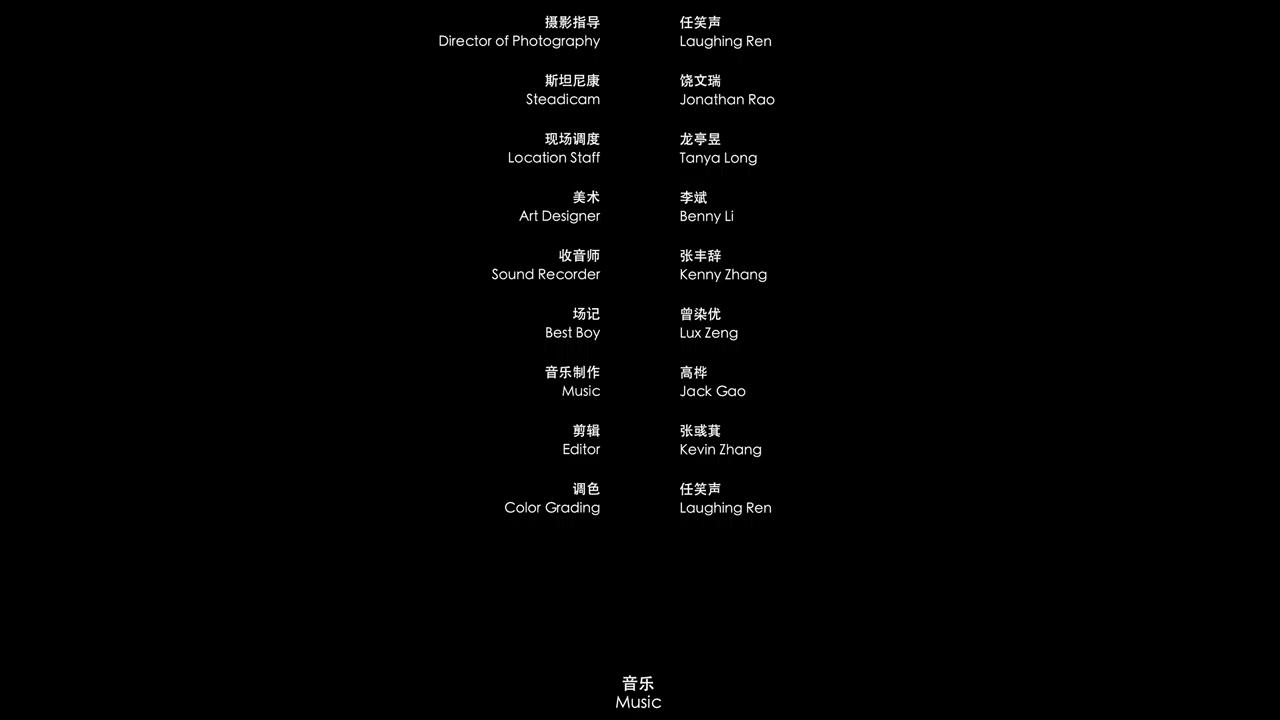 摄影指导 任笑声
Director of Photography Laughing Ren
斯坦尼康 饶文瑞
Steadicam Jonathan Rao
现场调度 龙亭昱
Location Staff Tanya Long
美术 李斌
Art Designer Benny Li
收音师 张丰辞
Sound Recorder Kenny Zhang
场记 曾染优
Best Boy Lux Zeng
音乐制作 高桦
Music Jack Gao
剪辑 张彧萁
Editor Kevin Zhang
调色 任笑声
Color Grading Laughing Ren
音乐
Music